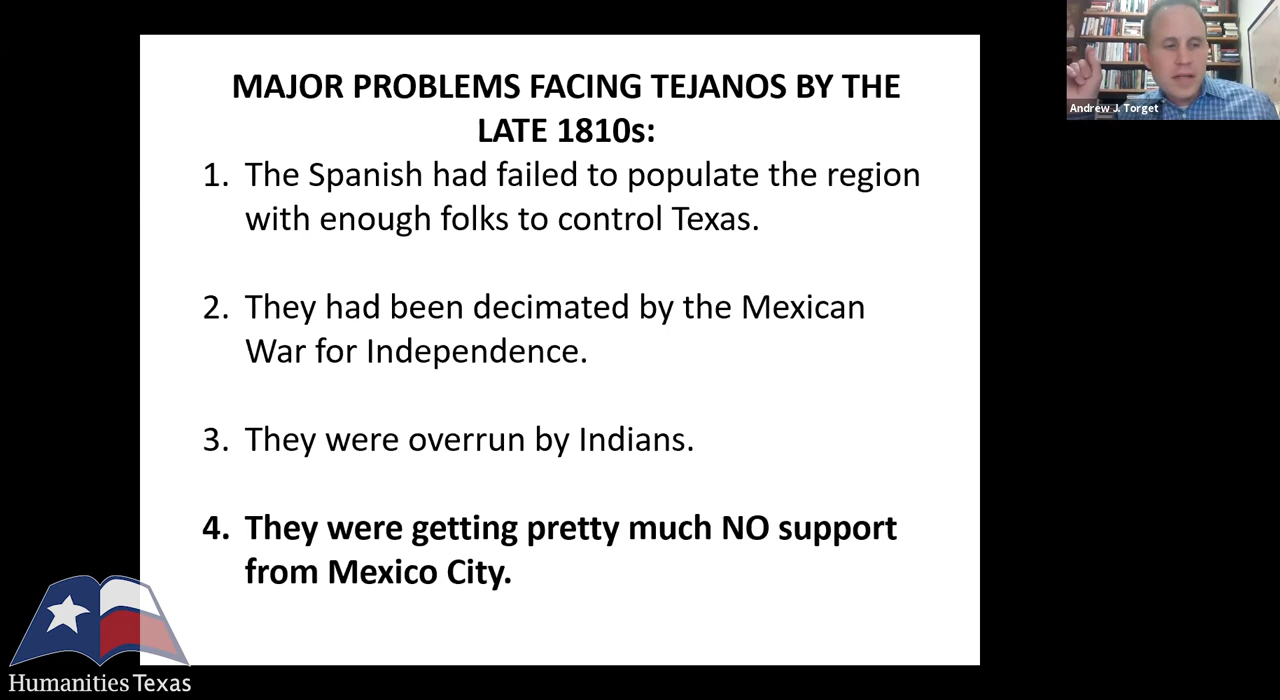 MAJOR PROBLEMS FACING TEJANOS BY THE
LATE 1810s:
1. The Spanish had failed to populate the region
with enough folks to control Texas.
2. They had been decimated by the Mexican
War for Independence.
3. They were overrun by Indians.
4. They were getting pretty much NO support
from Mexico City.
Andrew J. Torget
Humanities Texas